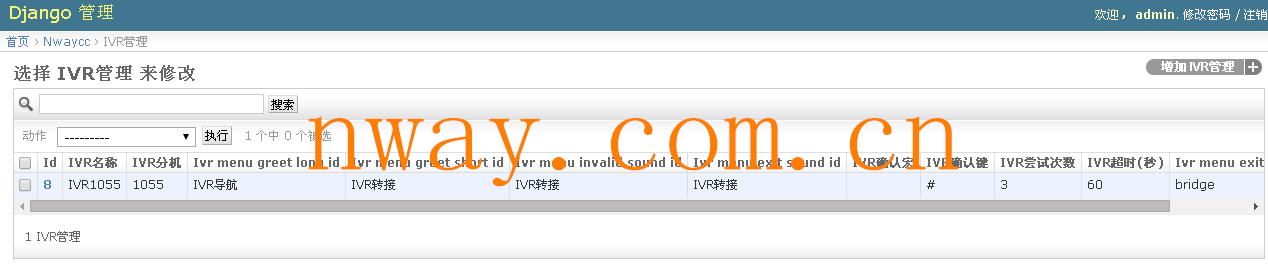 Django 管理
欢迎， admin. 修改密码 / 注销
首页 › Nwaycc › IVR管理
选择 IVR管理 来修改
增加 IVR管理 +
搜索
动作 --------- 执行 1 个中 0 个被选
nway.com.cn
Id IVR名称 IVR分机 Ivr menu greet long id Ivr menu greet short id Ivr menu invalid sound id Ivr menu exit sound id IVR确认宏 IVR确认键 IVR尝试次数 IVR超时(秒) Ivr menu exit
8 IVR1055 1055 IVR导航 IVR转接 IVR转接 IVR转接 # 3 60 bridge
1 IVR管理